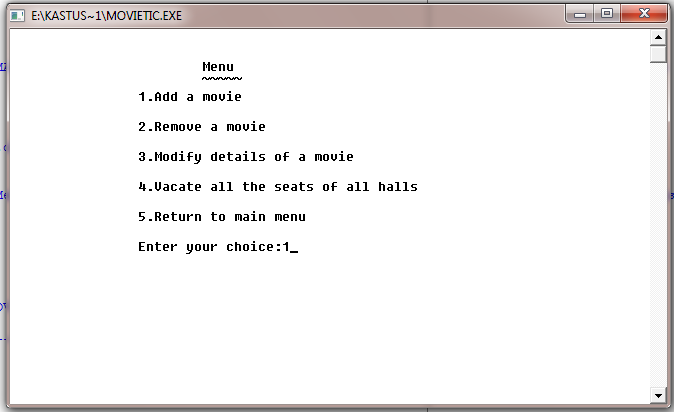 E:\KASTUS~1\MOVIETIC.EXE
Menu
~~~~~
1.Add a movie
2.Remove a movie
3.Modify details of a movie
4.Vacate all the seats of all halls
5.Return to main menu
Enter your choice:1_